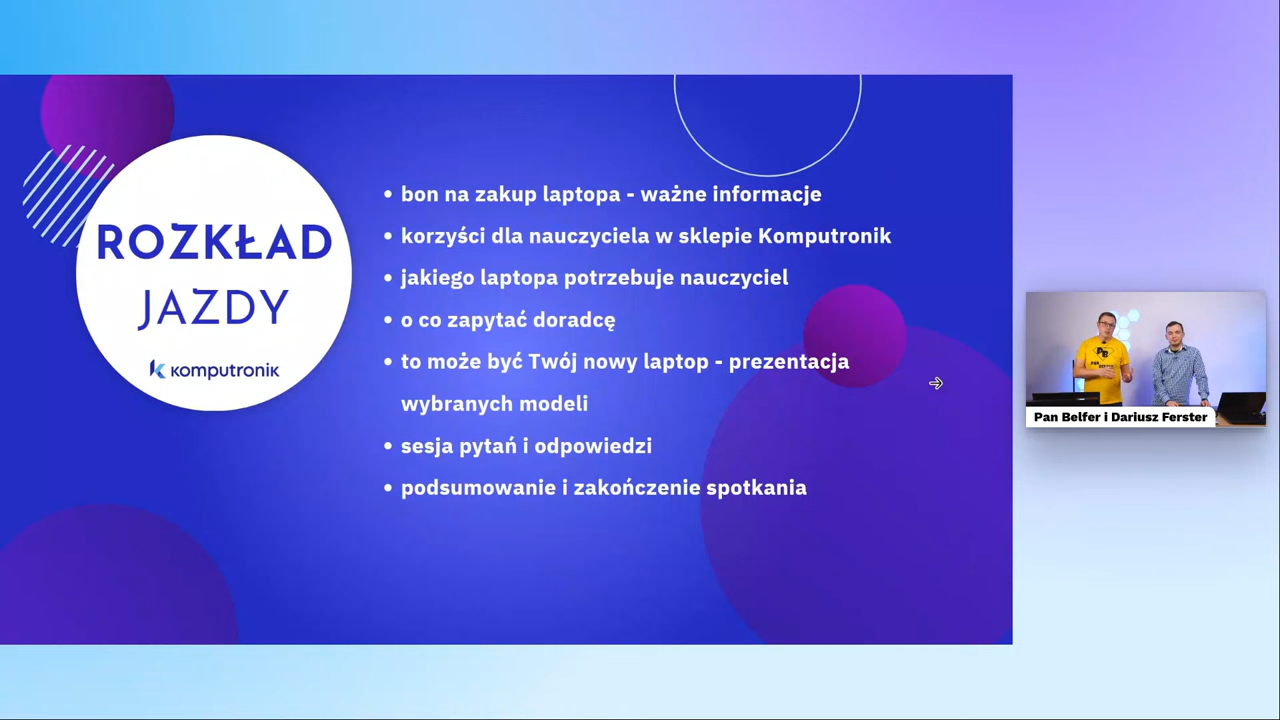 ROZKŁAD
JAZDY
komputronik
• bon na zakup laptopa - ważne informacje
• korzyści dla nauczyciela w sklepie Komputronik
• jakiego laptopa potrzebuje nauczyciel
• o co zapytać doradcę
• to może być Twój nowy laptop - prezentacja
wybranych modeli
• sesja pytań i odpowiedzi
• podsumowanie i zakończenie spotkania
Pan Belfer i Dariusz Ferster